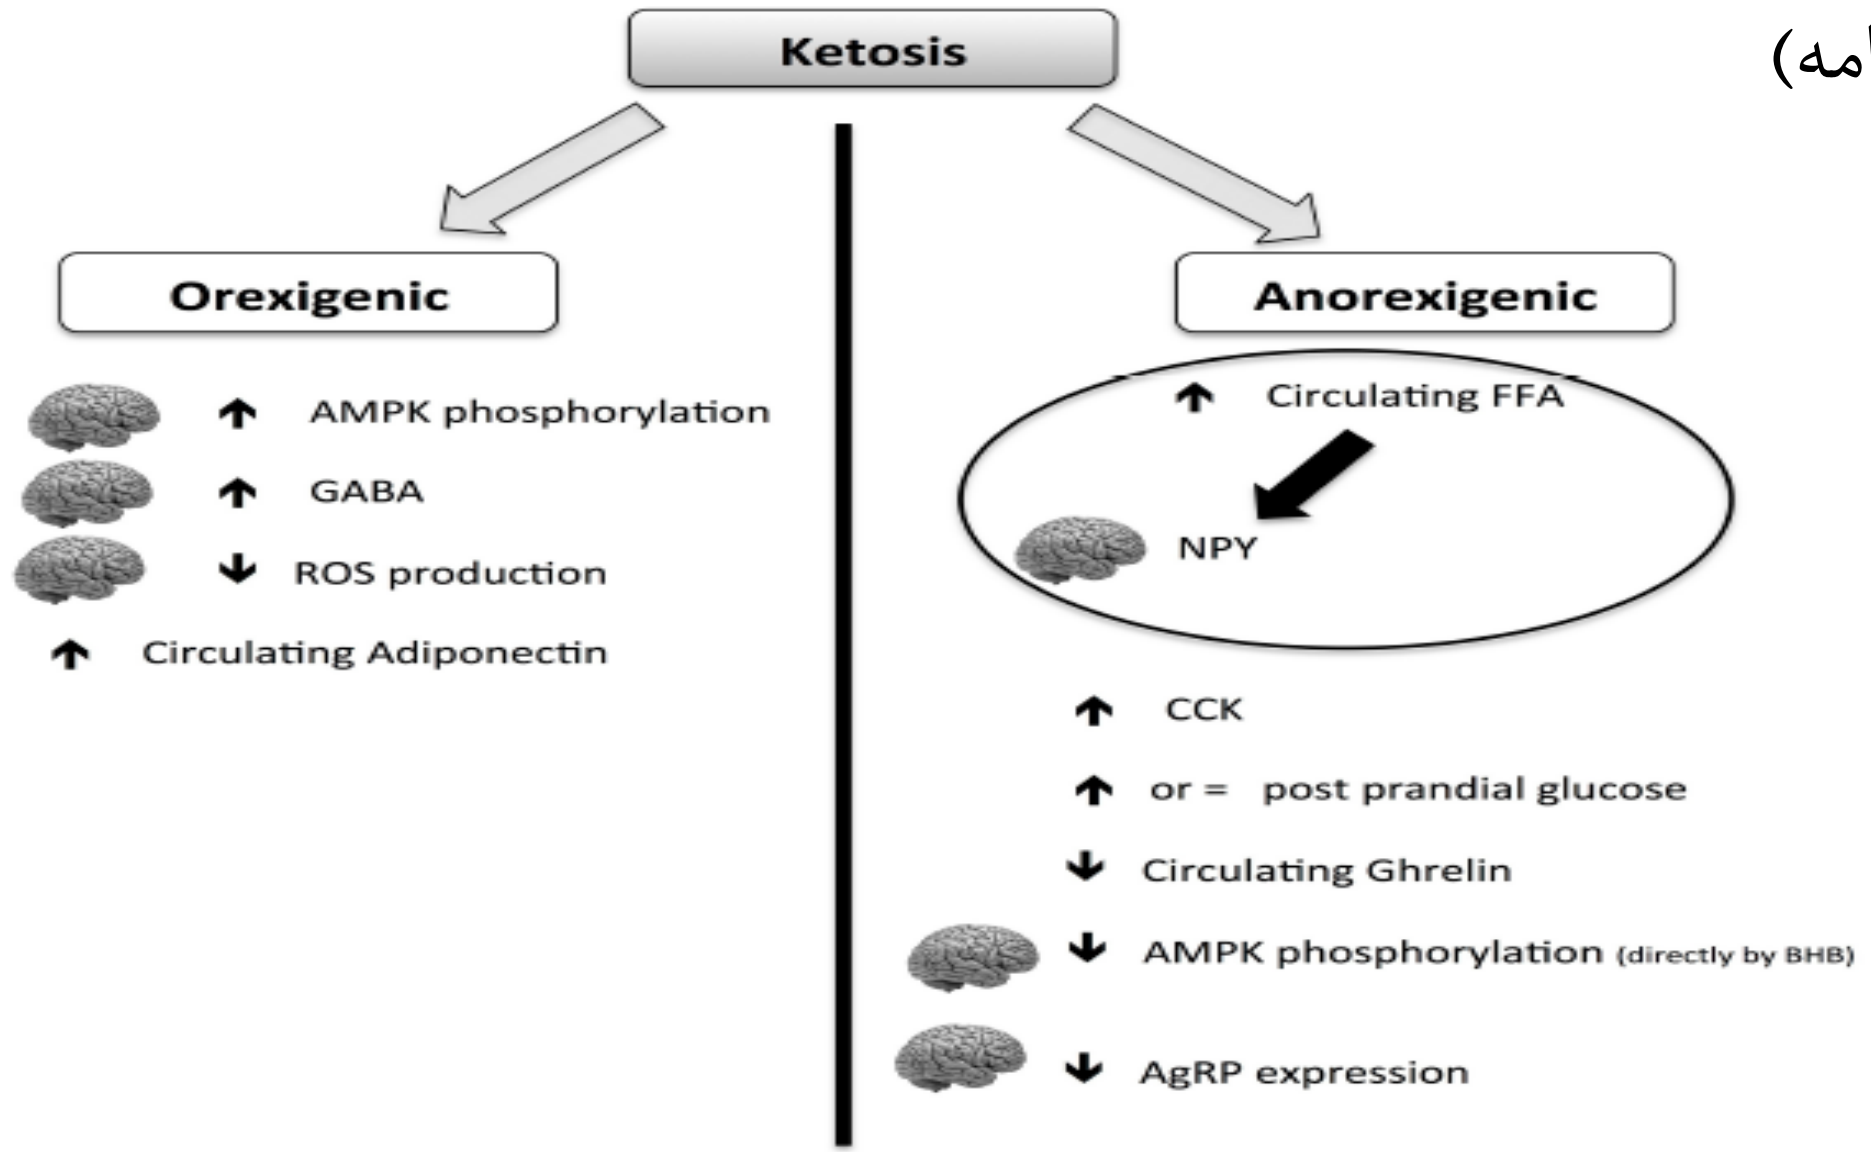 Ketosis
Orexigenic
↑ AMPK phosphorylation
↑ GABA
↓ ROS production
↑ Circulating Adiponectin
Anorexigenic
↑ Circulating FFA
NPY
↑ CCK
↑ or = post prandial glucose
↓ Circulating Ghrelin
↓ AMPK phosphorylation (directly by BHB)
↓ AgRP expression